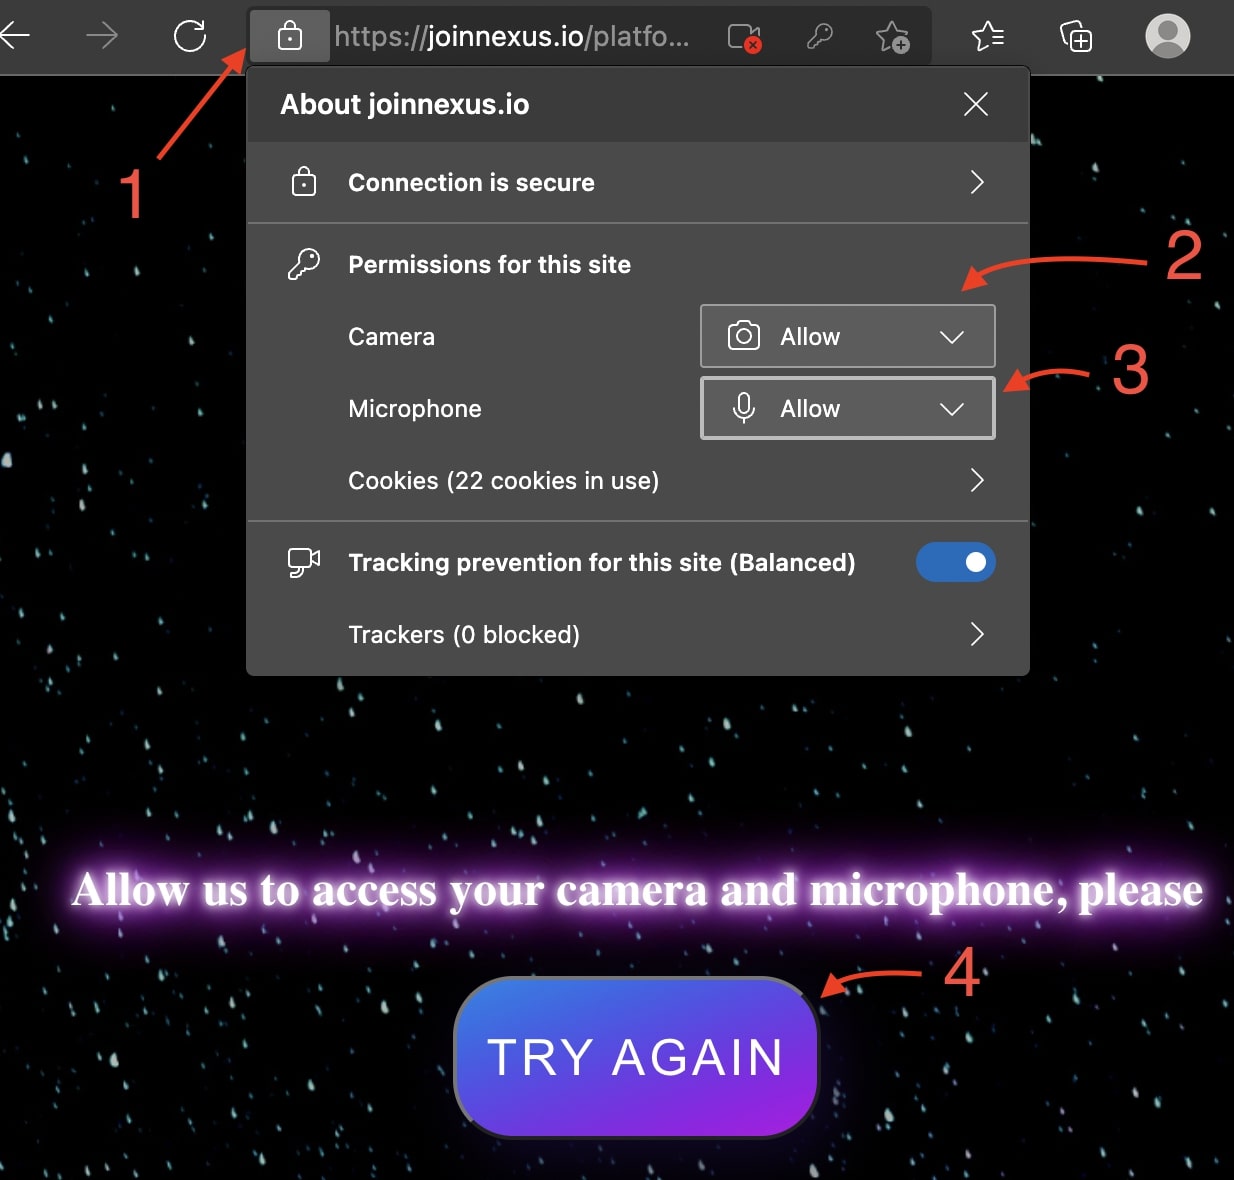 https://joinnexus.io/platfo...
About joinnexus.io
1
Connection is secure
Permissions for this site
2
Camera
Allow
Microphone
Allow
3
Cookies (22 cookies in use)
Tracking prevention for this site (Balanced)
Trackers (0 blocked)
Allow us to access your camera and microphone, please
4
TRY AGAIN